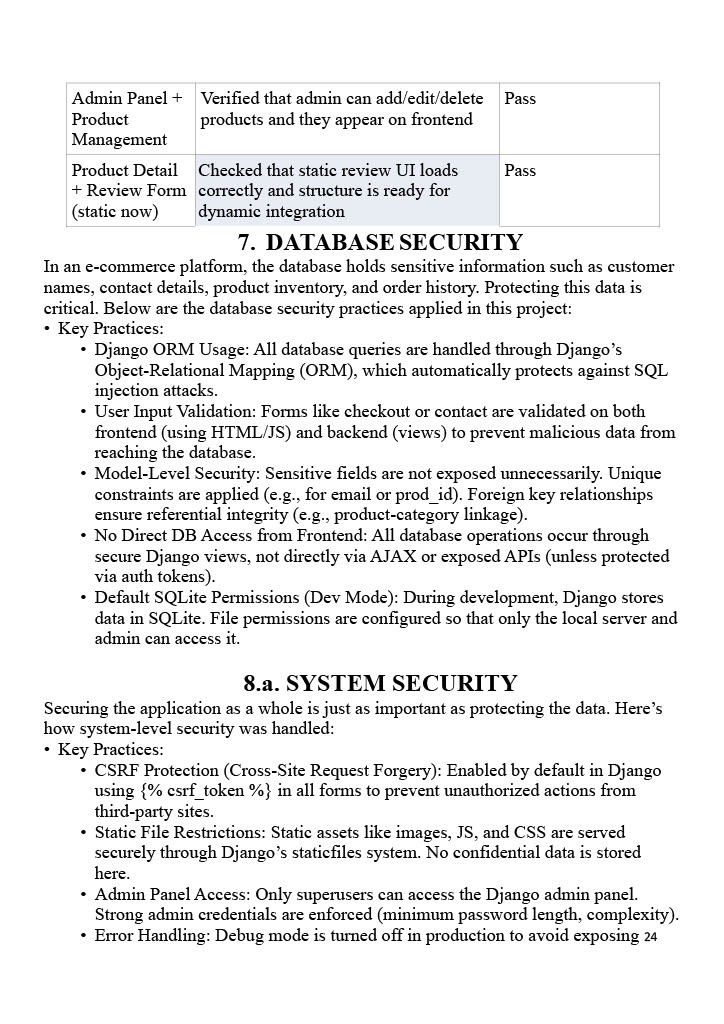 Admin Panel + Verified that admin can add/edit/delete Pass
Product products and they appear on frontend
Management
Product Detail Checked that static review UI loads Pass
+ Review Form correctly and structure is ready for
(static now) dynamic integration
7. DATABASE SECURITY
In an e-commerce platform, the database holds sensitive information such as customer
names, contact details, product inventory, and order history. Protecting this data is
critical. Below are the database security practices applied in this project:
• Key Practices:
• Django ORM Usage: All database queries are handled through Django’s
Object-Relational Mapping (ORM), which automatically protects against SQL
injection attacks.
• User Input Validation: Forms like checkout or contact are validated on both
frontend (using HTML/JS) and backend (views) to prevent malicious data from
reaching the database.
• Model-Level Security: Sensitive fields are not exposed unnecessarily. Unique
constraints are applied (e.g., for email or prod_id). Foreign key relationships
ensure referential integrity (e.g., product-category linkage).
• No Direct DB Access from Frontend: All database operations occur through
secure Django views, not directly via AJAX or exposed APIs (unless protected
via auth tokens).
• Default SQLite Permissions (Dev Mode): During development, Django stores
data in SQLite. File permissions are configured so that only the local server and
admin can access it.
8.a. SYSTEM SECURITY
Securing the application as a whole is just as important as protecting the data. Here’s
how system-level security was handled:
• Key Practices:
• CSRF Protection (Cross-Site Request Forgery): Enabled by default in Django
using {% csrf_token %} in all forms to prevent unauthorized actions from
third-party sites.
• Static File Restrictions: Static assets like images, JS, and CSS are served
securely through Django’s staticfiles system. No confidential data is stored
here.
• Admin Panel Access: Only superusers can access the Django admin panel.
Strong admin credentials are enforced (minimum password length, complexity).
• Error Handling: Debug mode is turned off in production to avoid exposing 24